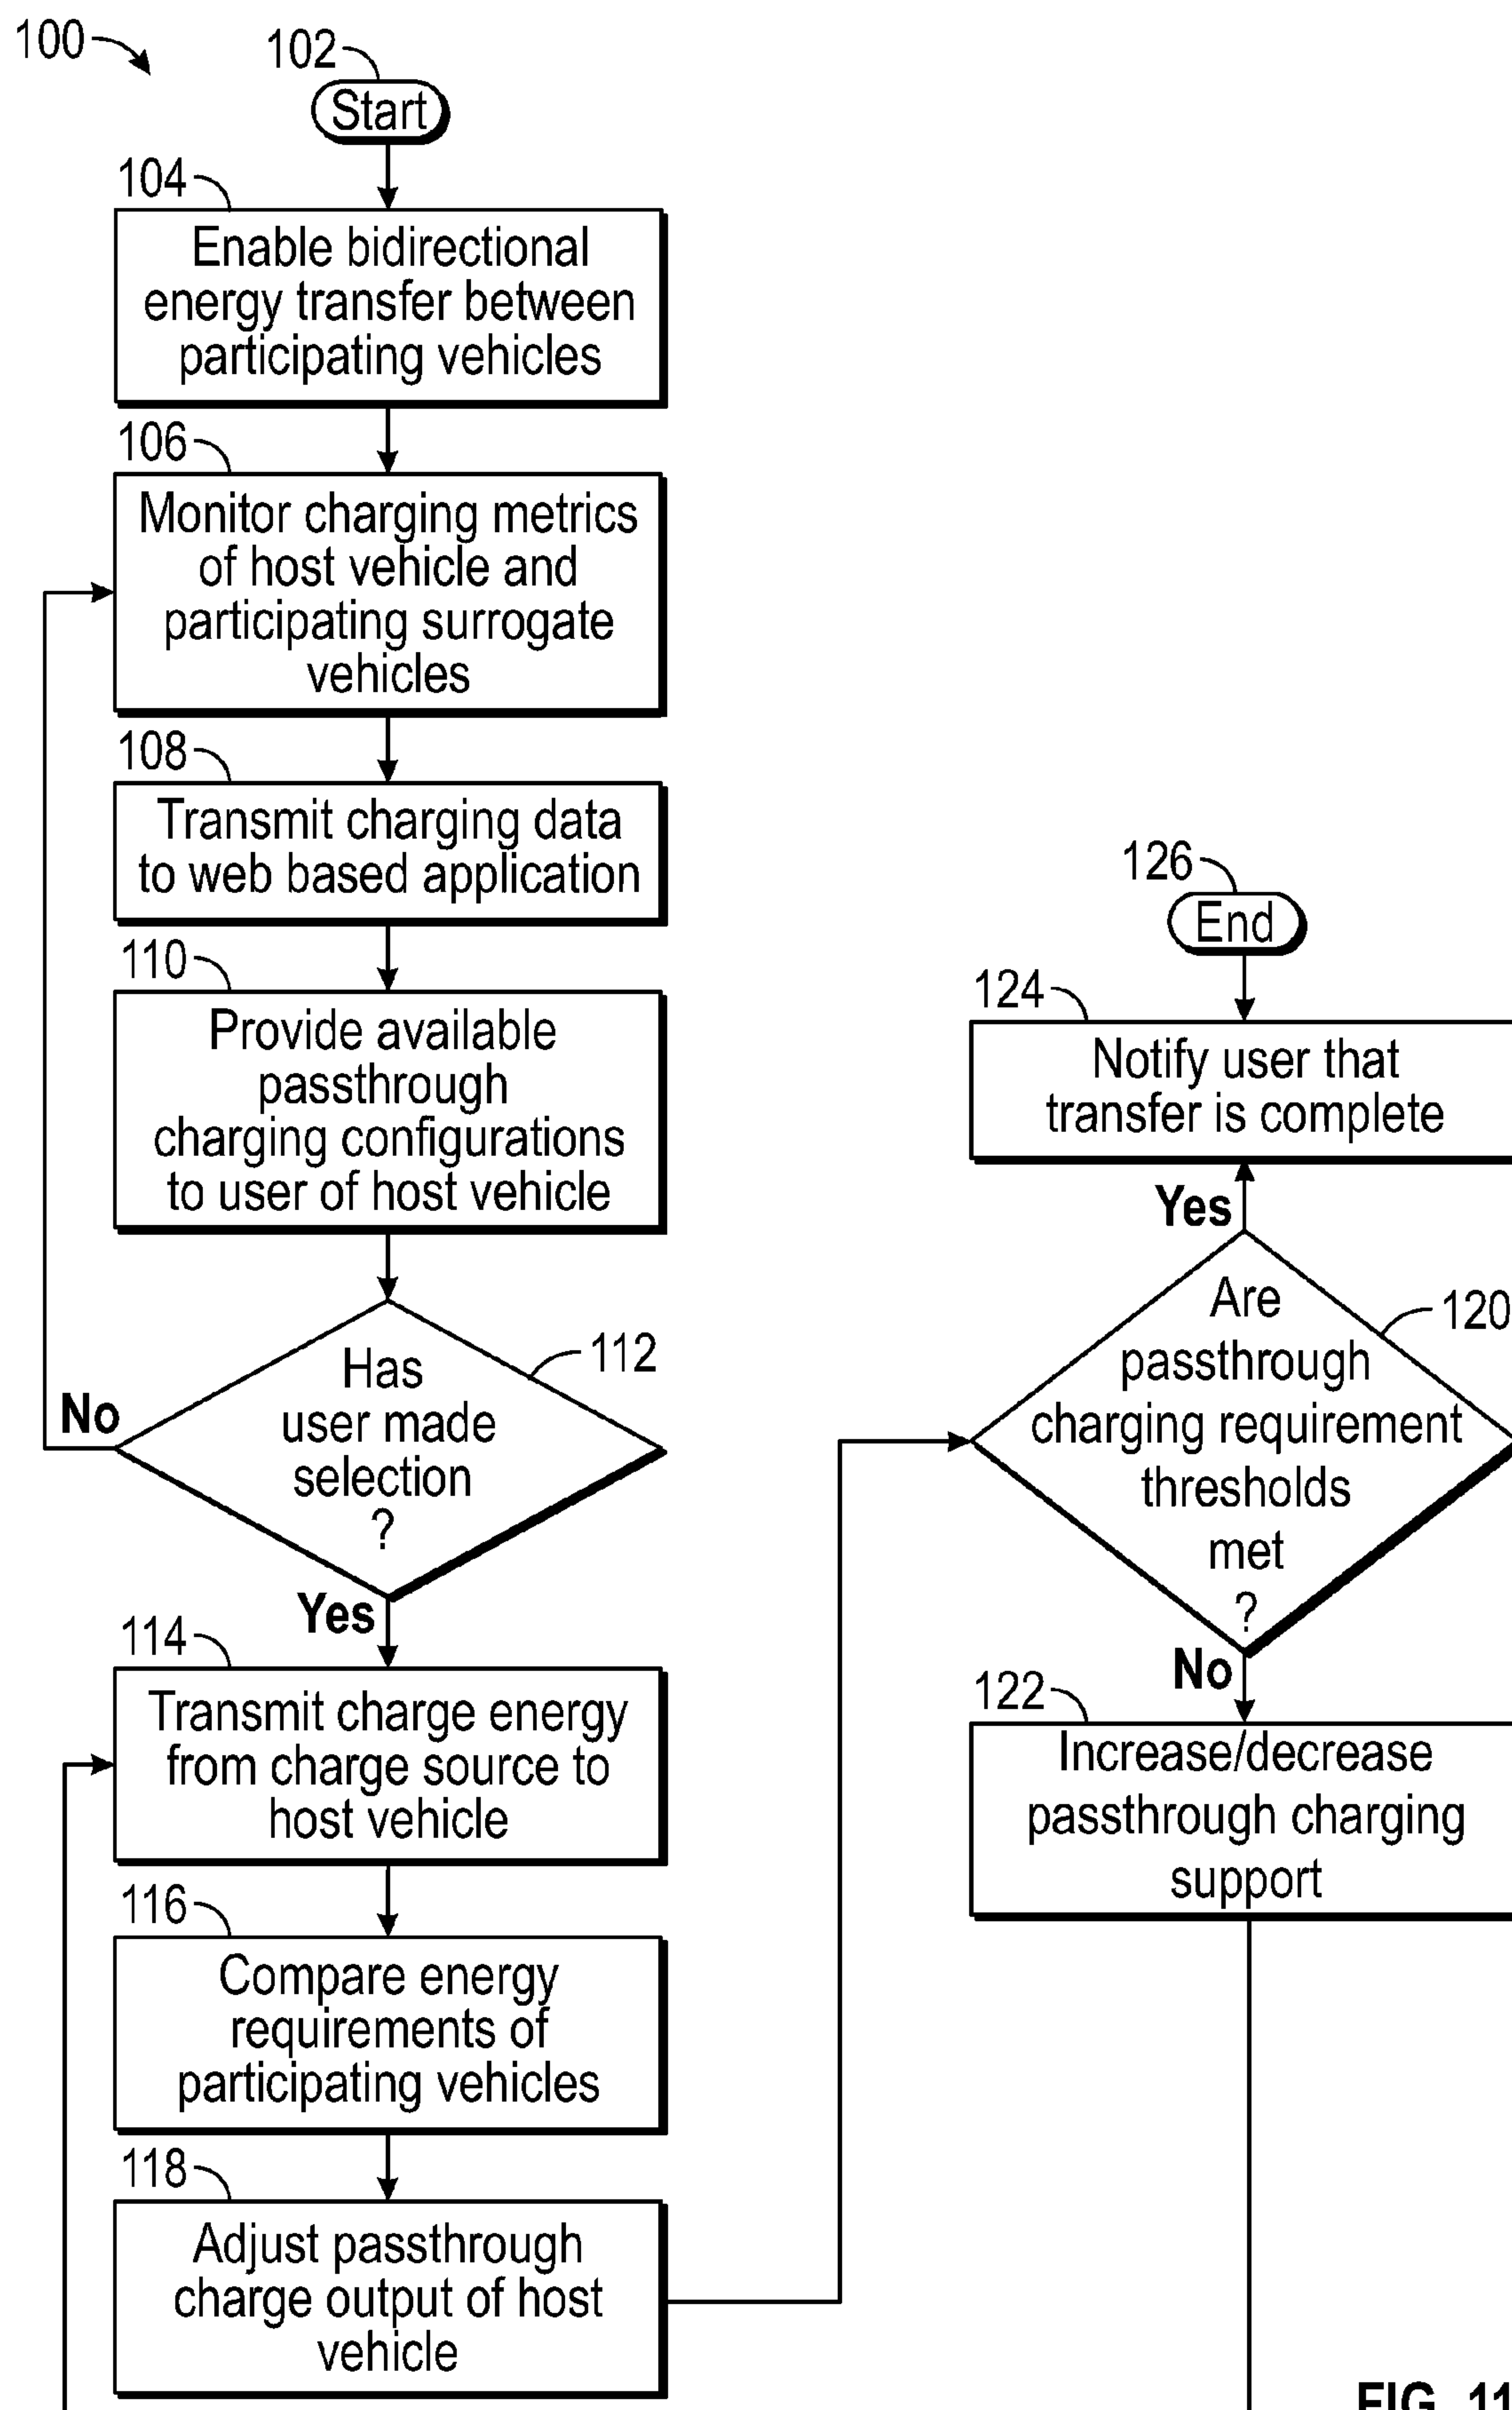 100
102
Start
104
Enable bidirectional
energy transfer between
participating vehicles
106
Monitor charging metrics
of host vehicle and
participating surrogate
vehicles
108
Transmit charging data
to web based application
110
Provide available
passthrough
charging configurations
to user of host vehicle
112
Has
user made
selection
?
No
Yes
114
Transmit charge energy
from charge source to
host vehicle
116
Compare energy
requirements of
participating vehicles
118
Adjust passthrough
charge output of host
vehicle
126
End
124
Notify user that
transfer is complete
Yes
120
Are
passthrough
charging requirement
thresholds
met
?
No
122
Increase/decrease
passthrough charging
support
FIG. 11